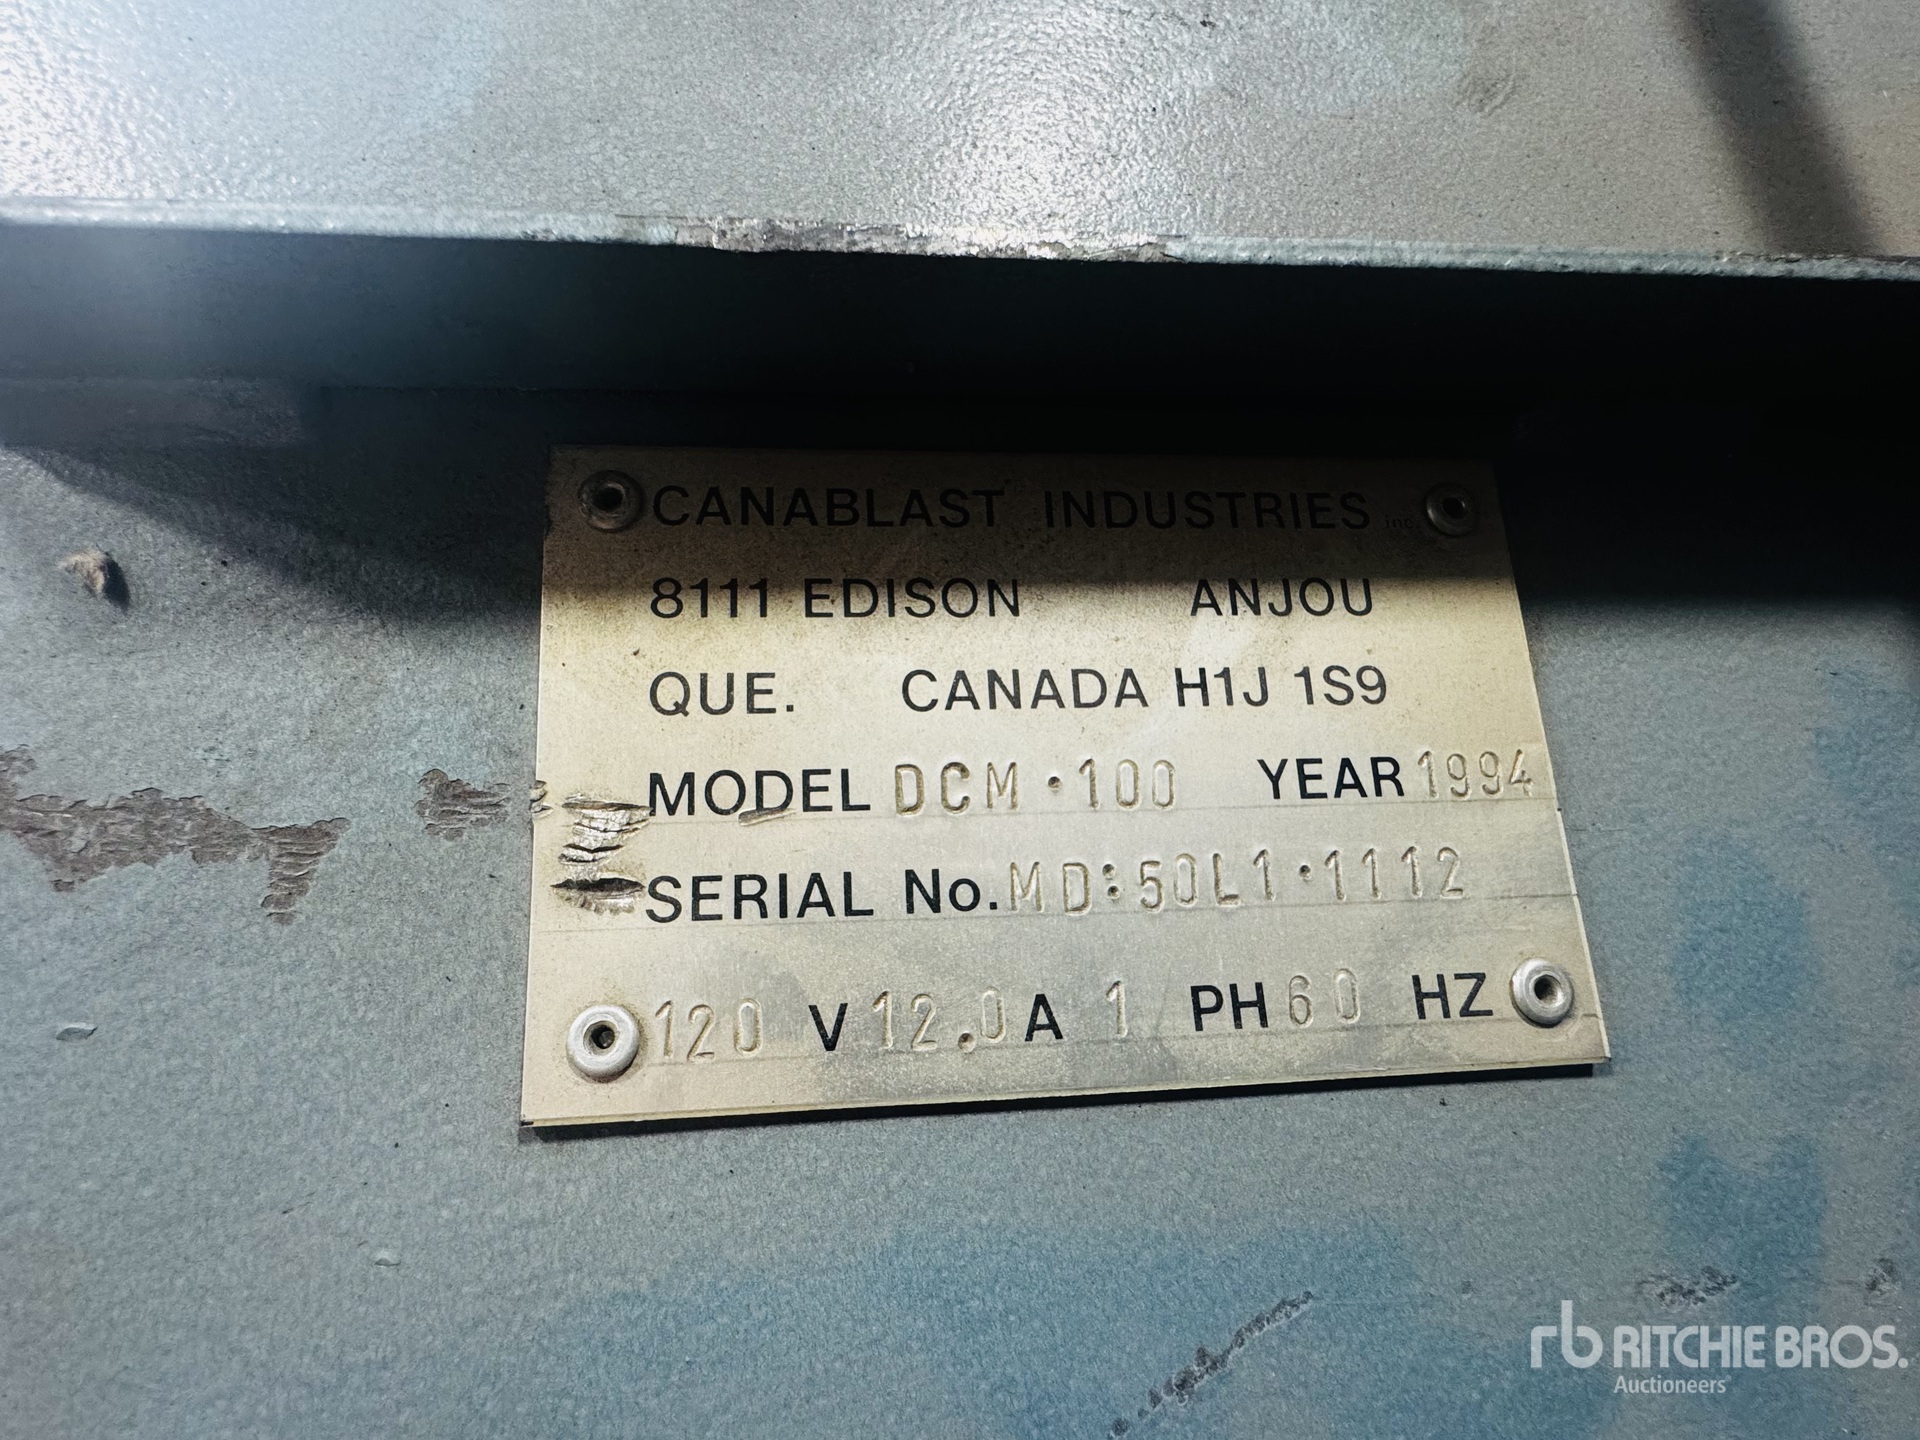 CANABLAST INDUSTRIES inc.
8111 EDISON ANJOU
QUE. CANADA H1J 1S9
MODEL DCM·100 YEAR 1994
SERIAL No. MD:50L1·1112
120 V 12.0 A 1 PH 60 HZ
rb RITCHIE BROS.
Auctioneers